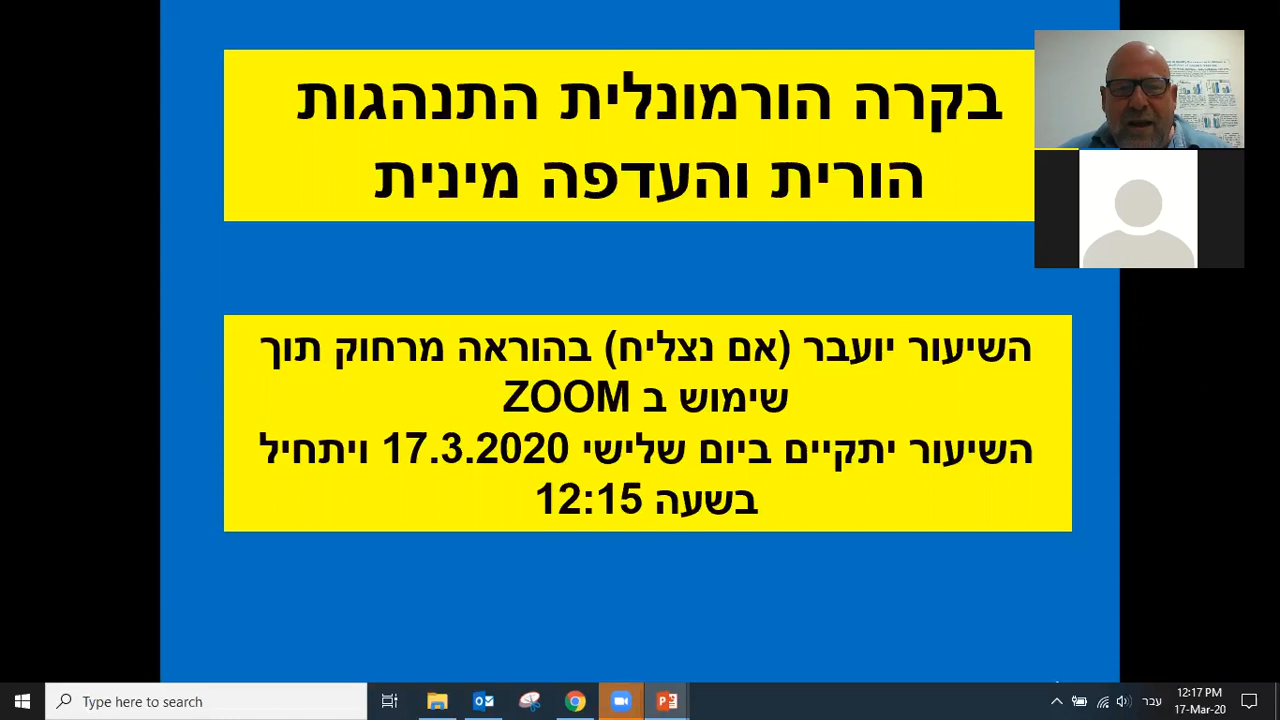 בקרה הורמונלית התנהגות
הורית והעדפה מינית
השיעור יועבר (אם נצליח) בהוראה מרחוק תוך
שימוש ב ZOOM
השיעור יתקיים ביום שלישי 17.3.2020 ויתחיל
בשעה 12:15
Type here to search
עבר
12:17 PM
17-Mar-20